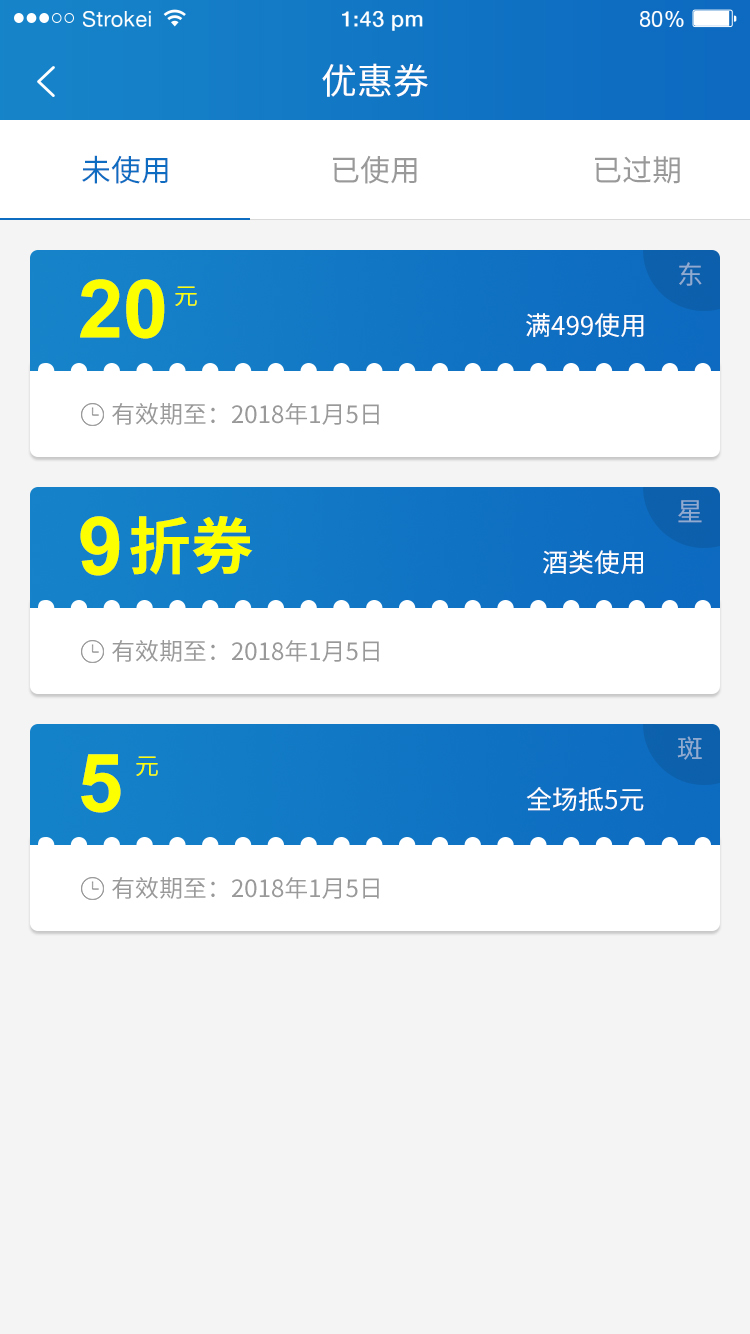 Strokei 1:43 pm 80%
优惠券
未使用 已使用 已过期
东
20元
满499使用
有效期至：2018年1月5日
星
9折券
酒类使用
有效期至：2018年1月5日
斑
5元
全场抵5元
有效期至：2018年1月5日